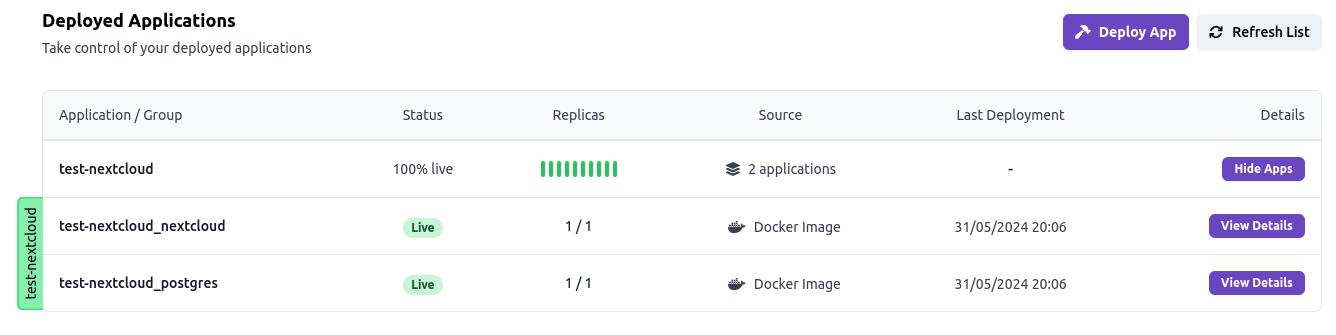 Deployed Applications
Take control of your deployed applications
Deploy App
Refresh List
Application / Group Status Replicas Source Last Deployment Details
test-nextcloud 100% live 2 applications - Hide Apps
test-nextcloud
test-nextcloud_nextcloud Live 1 / 1 Docker Image 31/05/2024 20:06 View Details
test-nextcloud_postgres Live 1 / 1 Docker Image 31/05/2024 20:06 View Details